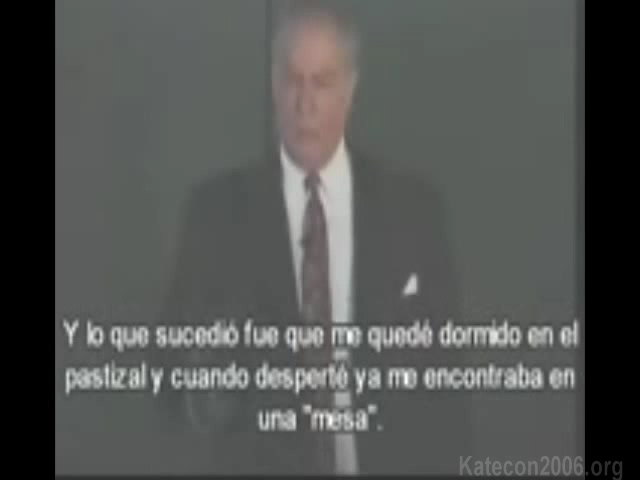 Y lo que sucedió fue que me quedé dormido en el
pastizal y cuando desperté ya me encontraba en
una "mesa".
Katecon2006.org